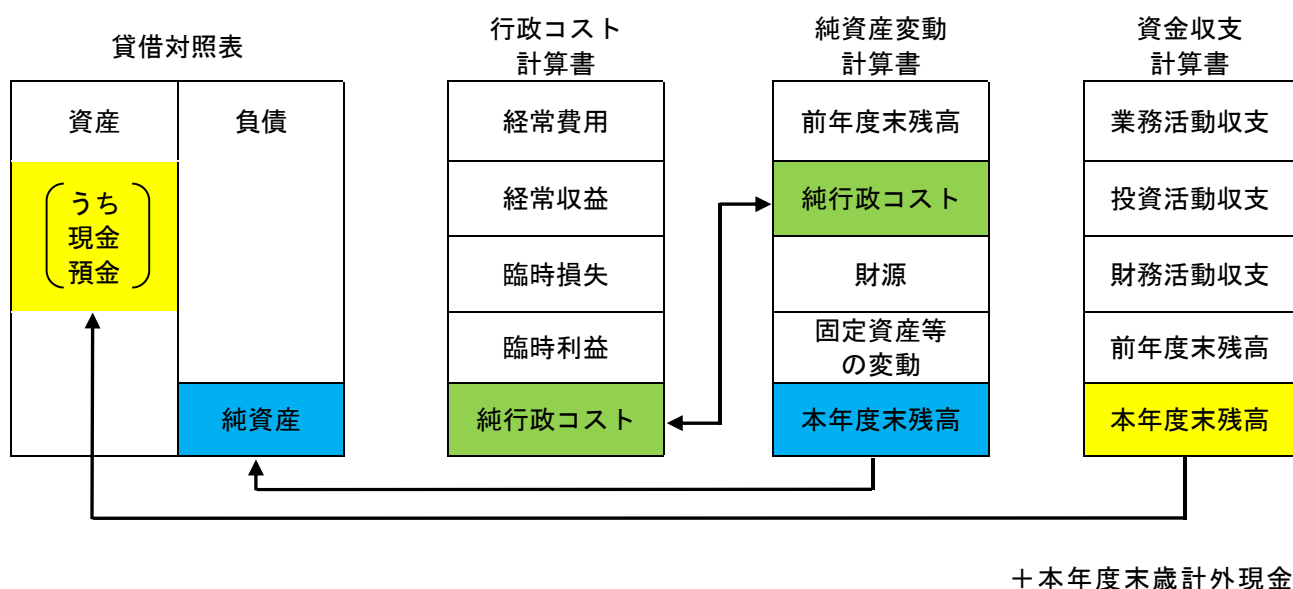 貸借対照表
資産
負債
うち
現金
預金
純資産
行政コスト
計算書
経常費用
経常収益
臨時損失
臨時利益
純行政コスト
純資産変動
計算書
前年度末残高
純行政コスト
財源
固定資産等
の変動
本年度末残高
資金収支
計算書
業務活動収支
投資活動収支
財務活動収支
前年度末残高
本年度末残高
＋本年度末歳計外現金